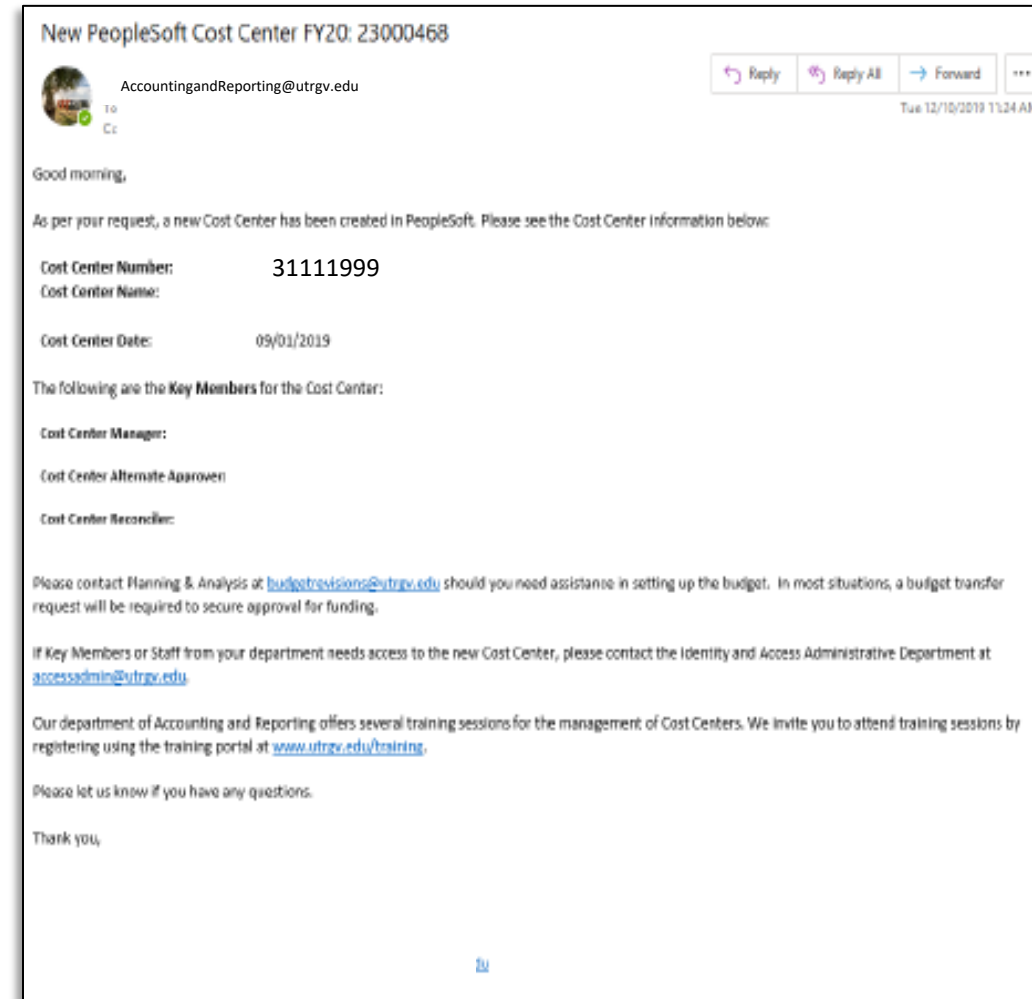 New PeopleSoft Cost Center FY20: 23000468
AccountingandReporting@utrgv.edu
Reply Reply All Forward
To
Cc
Tue 12/10/2019 11:24 AM
Good morning,
As per your request, a new Cost Center has been created in PeopleSoft. Please see the Cost Center information below:
Cost Center Number: 31111999
Cost Center Name:
Cost Center Date: 09/01/2019
The following are the Key Members for the Cost Center:
Cost Center Manager:
Cost Center Alternate Approver:
Cost Center Reconciler:
Please contact Planning & Analysis at budgetrevisions@utrgv.edu should you need assistance in setting up the budget. In most situations, a budget transfer
request will be required to secure approval for funding.
If Key Members or Staff from your department needs access to the new Cost Center, please contact the Identity and Access Administrative Department at
accessadmin@utrgv.edu.
Our department of Accounting and Reporting offers several training sessions for the management of Cost Centers. We invite you to attend training sessions by
registering using the training portal at www.utrgv.edu/training.
Please let us know if you have any questions.
Thank you,